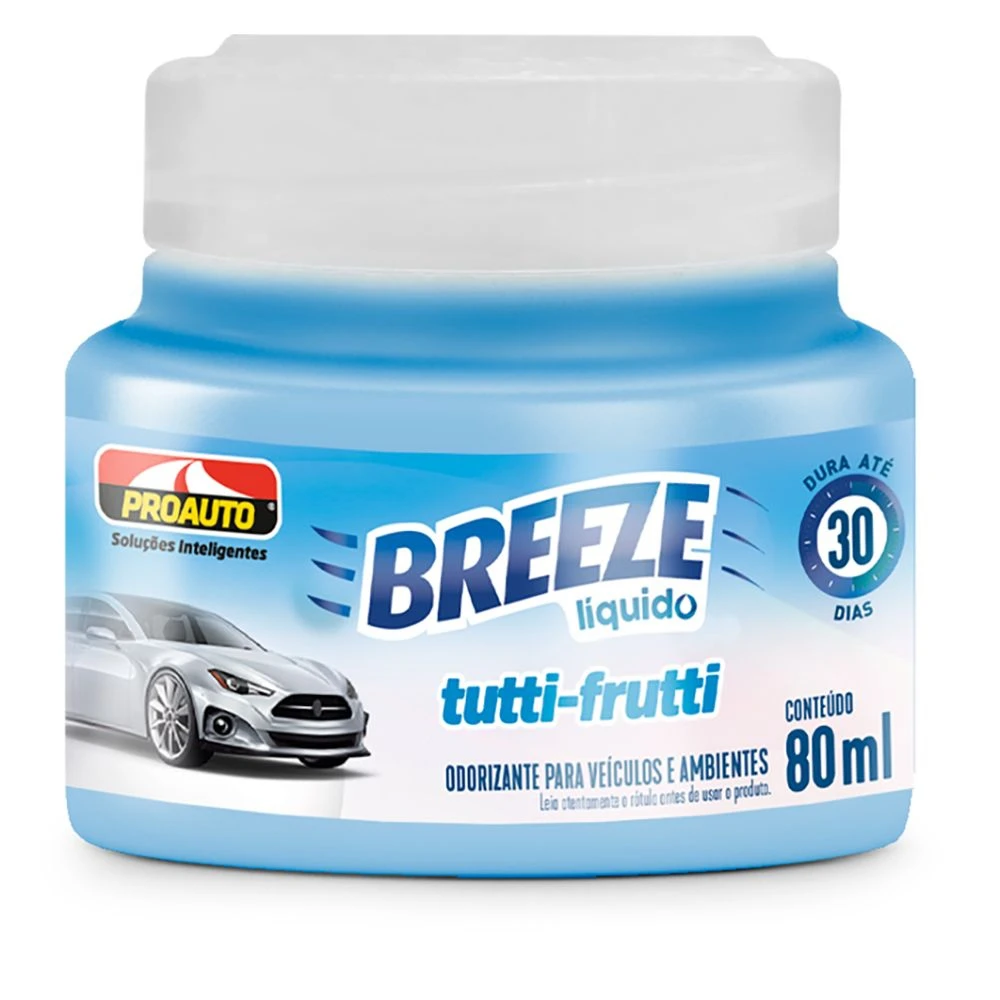 PROAUTO®
Soluções Inteligentes
BREEZE
líquido
DURA ATÉ
30
DIAS
tutti-frutti
CONTEÚDO
80 ml
ODORIZANTE PARA VEÍCULOS E AMBIENTES
Leia atentamente o rótulo antes de usar o produto.